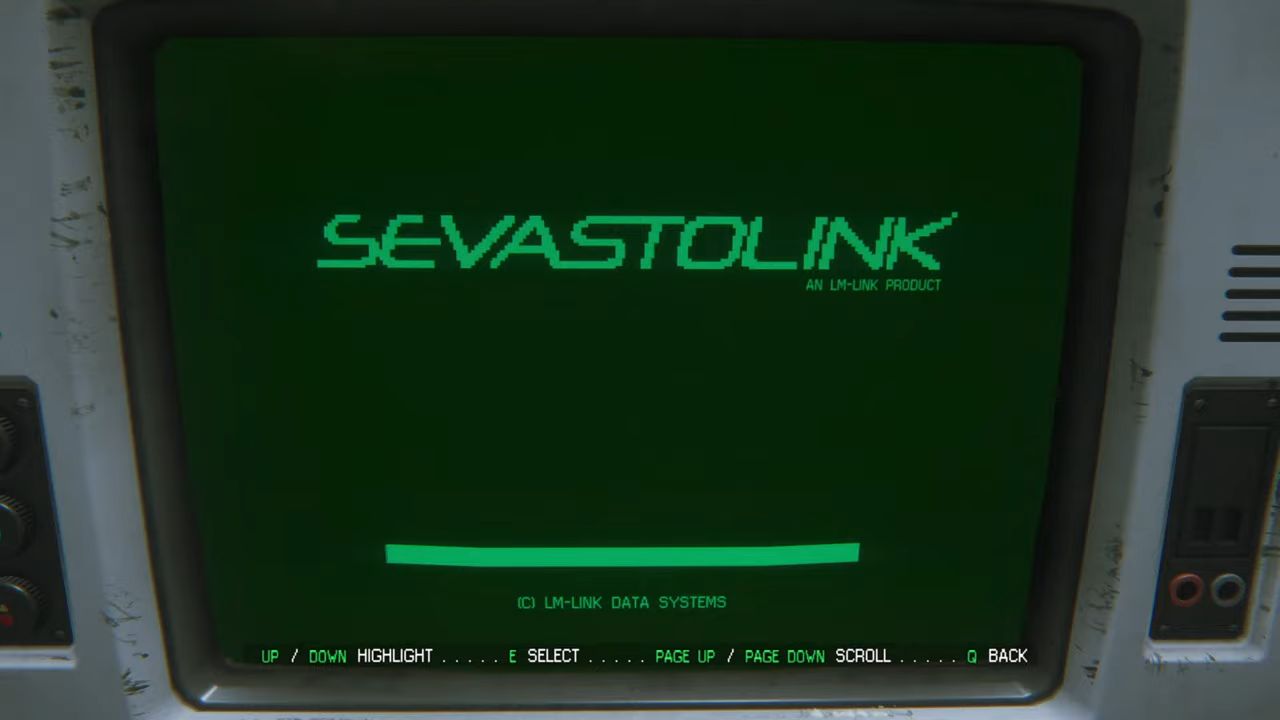 SEVASTOLINK
AN LM-LINK PRODUCT
(C) LM-LINK DATA SYSTEMS
UP / DOWN HIGHLIGHT ..... E SELECT ..... PAGE UP / PAGE DOWN SCROLL ..... Q BACK